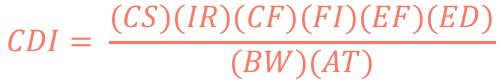 CDI = (CS)(IR)(CF)(FI)(EF)(ED)
(BW)(AT)